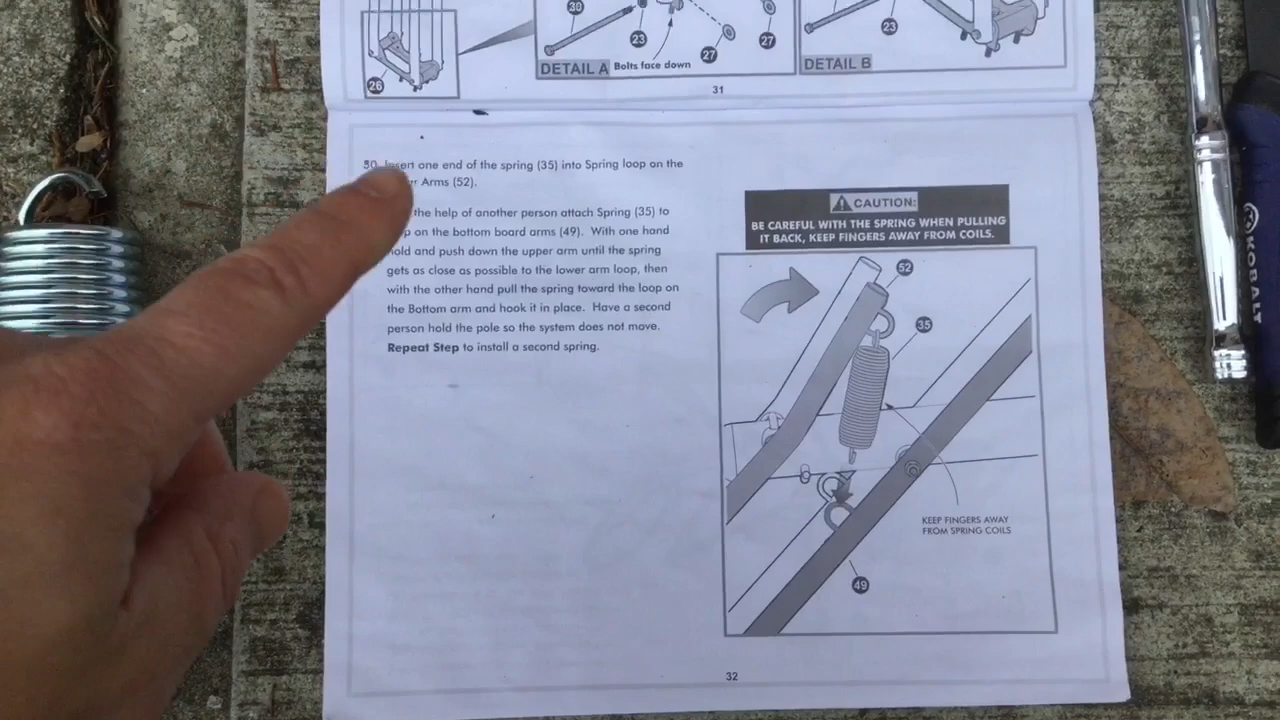 30
23
Bolts face down
27
27
23
26
DETAIL A
DETAIL B
31
50. Insert one end of the spring (35) into Spring loop on the
Arms (52).
the help of another person attach Spring (35) to
on the bottom board arms (49). With one hand
hold and push down the upper arm until the spring
gets as close as possible to the lower arm loop, then
with the other hand pull the spring toward the loop on
the Bottom arm and hook it in place. Have a second
person hold the pole so the system does not move.
Repeat Step to install a second spring.
CAUTION:
BE CAREFUL WITH THE SPRING WHEN PULLING
IT BACK, KEEP FINGERS AWAY FROM COILS.
52
35
KEEP FINGERS AWAY
FROM SPRING COILS
49
32
KOBALT